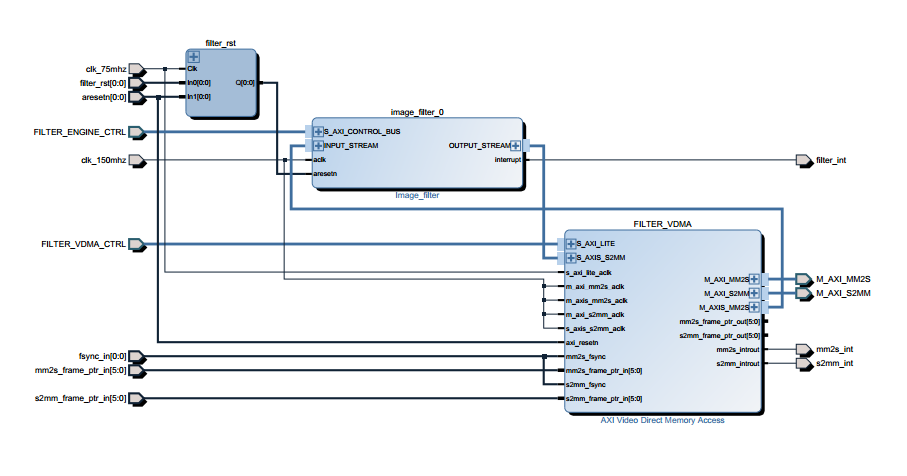 filter_rst
clk_75mhz
filter_rst[0:0]
aresetn[0:0]
Clk
In0[0:0]
In1[0:0]
O[0:0]
image_filter_0
FILTER_ENGINE_CTRL
S_AXI_CONTROL_BUS
INPUT_STREAM
OUTPUT_STREAM
clk_150mhz
aclk
interrupt
filter_int
aresetn
Image_filter
FILTER_VDMA
FILTER_VDMA_CTRL
S_AXI_LITE
S_AXIS_S2MM
s_axi_lite_aclk
m_axi_mm2s_aclk
m_axis_mm2s_aclk
m_axi_s2mm_aclk
s_axis_s2mm_aclk
axi_resetn
mm2s_fsync
mm2s_frame_ptr_in[5:0]
s2mm_fsync
s2mm_frame_ptr_in[5:0]
M_AXI_MM2S
M_AXI_S2MM
M_AXIS_MM2S
mm2s_frame_ptr_out[5:0]
s2mm_frame_ptr_out[5:0]
mm2s_introut
s2mm_introut
M_AXI_MM2S
M_AXI_S2MM
mm2s_int
s2mm_int
fsync_in[0:0]
mm2s_frame_ptr_in[5:0]
s2mm_frame_ptr_in[5:0]
AXI Video Direct Memory Access